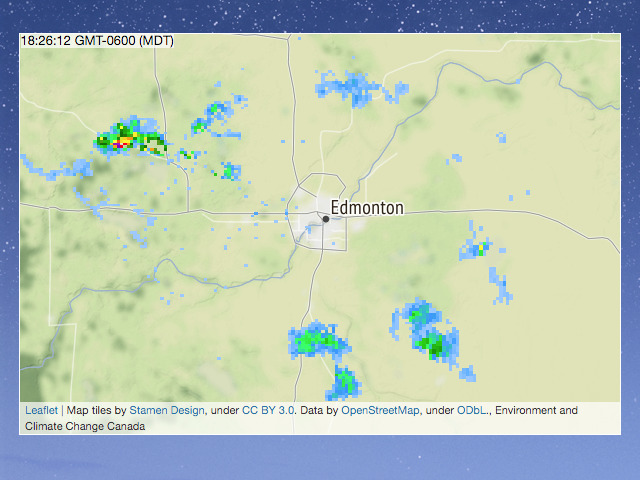 18:26:12 GMT-0600 (MDT)
Edmonton
Leaflet | Map tiles by Stamen Design, under CC BY 3.0. Data by OpenStreetMap, under ODbL., Environment and
Climate Change Canada